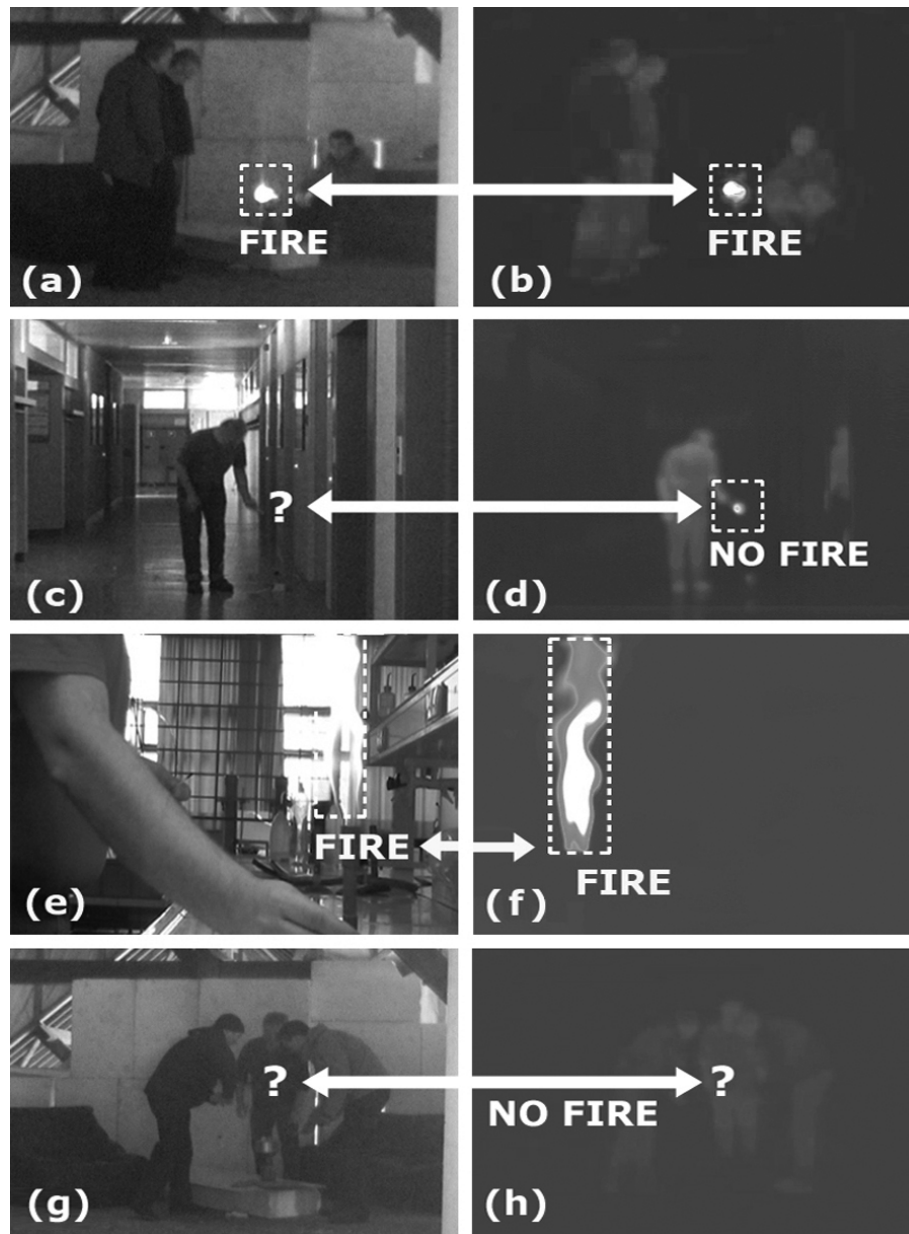 FIRE
FIRE
(a)
(b)
?
NO FIRE
(c)
(d)
FIRE
FIRE
(e)
(f)
?
?
NO FIRE
(g)
(h)